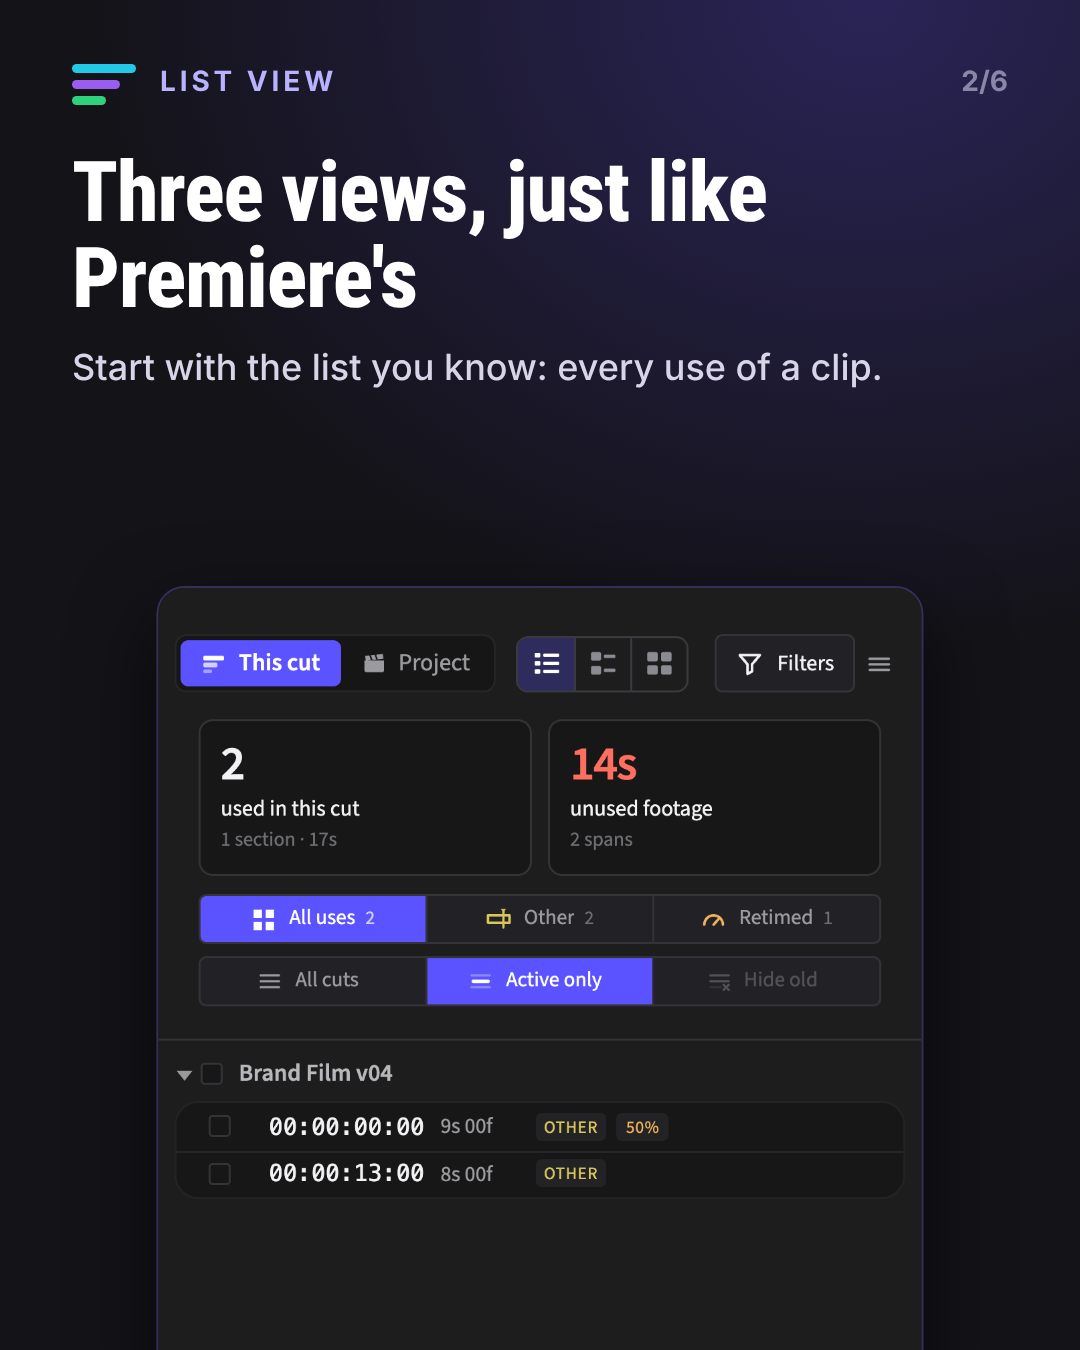 LIST VIEW
2/6
Three views, just like
Premiere's
Start with the list you know: every use of a clip.
This cut Project Filters
2
used in this cut
1 section · 17s
14s
unused footage
2 spans
All uses 2 Other 2 Retimed 1
All cuts Active only Hide old
Brand Film v04
00:00:00:00 9s 00f OTHER 50%
00:00:13:00 8s 00f OTHER